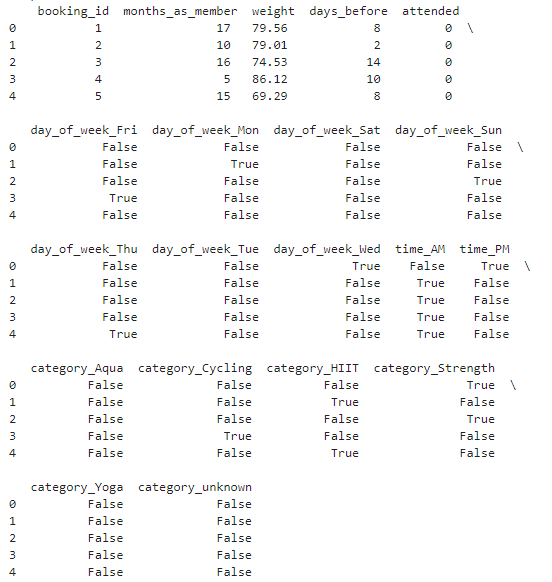 booking_id months_as_member weight days_before attended
0 1 17 79.56 8 0 \
1 2 10 79.01 2 0
2 3 16 74.53 14 0
3 4 5 86.12 10 0
4 5 15 69.29 8 0
day_of_week_Fri day_of_week_Mon day_of_week_Sat day_of_week_Sun
0 False False False False \
1 False True False False
2 False False False True
3 True False False False
4 False False False False
day_of_week_Thu day_of_week_Tue day_of_week_Wed time_AM time_PM
0 False False True False True \
1 False False False True False
2 False False False True False
3 False False False True False
4 True False False True False
category_Aqua category_Cycling category_HIIT category_Strength
0 False False False True \
1 False False True False
2 False False False True
3 False True False False
4 False False True False
category_Yoga category_unknown
0 False False
1 False False
2 False False
3 False False
4 False False